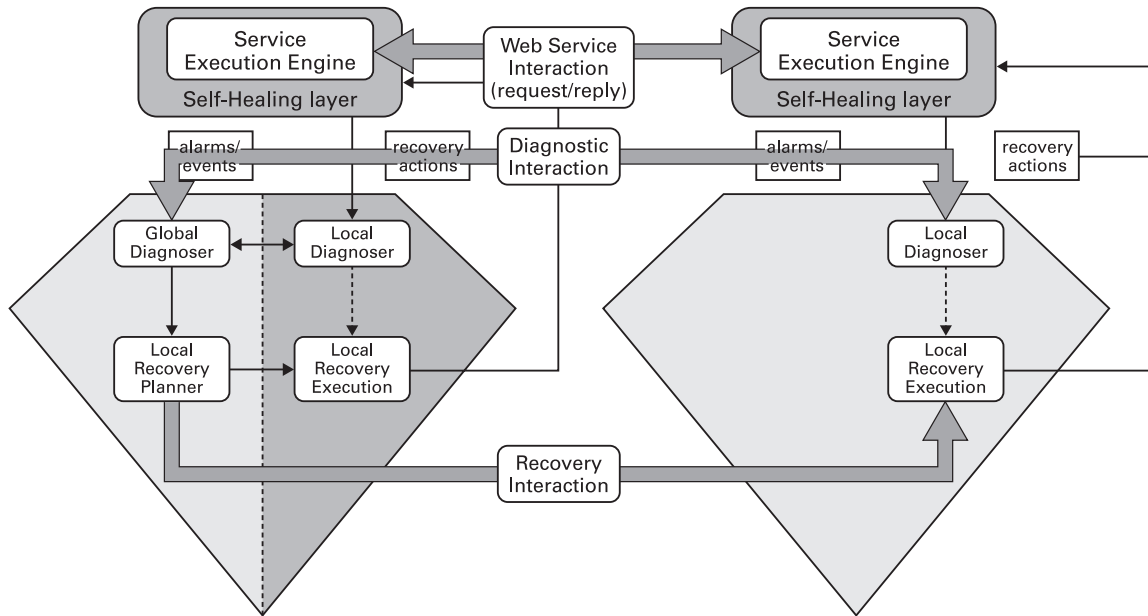 Service
Execution Engine
Self-Healing layer
Web Service
Interaction
(request/reply)
Service
Execution Engine
Self-Healing layer
alarms/
events
recovery
actions
Diagnostic
Interaction
alarms/
events
recovery
actions
Global
Diagnoser
Local
Diagnoser
Local
Diagnoser
Local
Recovery
Planner
Local
Recovery
Execution
Local
Recovery
Execution
Recovery
Interaction